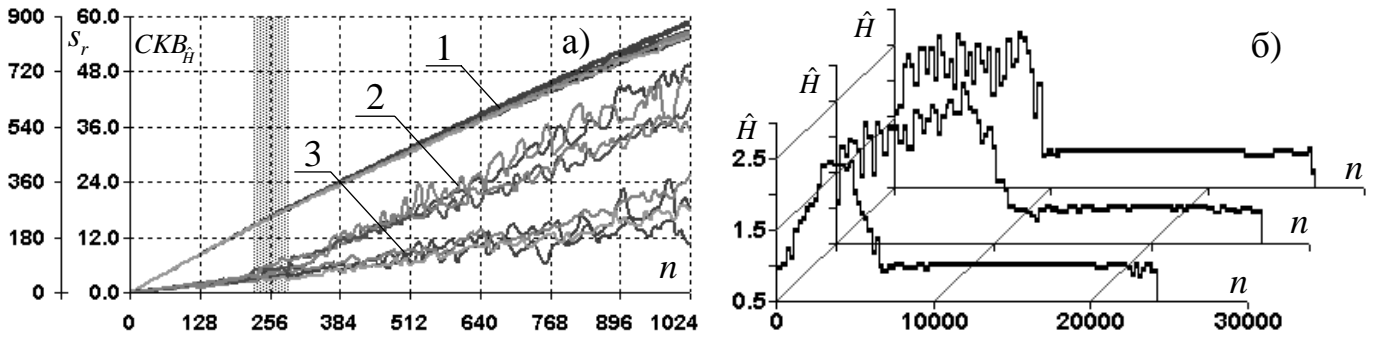 900 60.0 s_r CKB_Ĥ а) б)
720 48.0 1
540 36.0 2
360 24.0 3
180 12.0 n
0 0.0
0 128 256 384 512 640 768 896 1024
Ĥ
Ĥ
Ĥ
2.5 n
1.5 n
0.5 n
0 10000 20000 30000